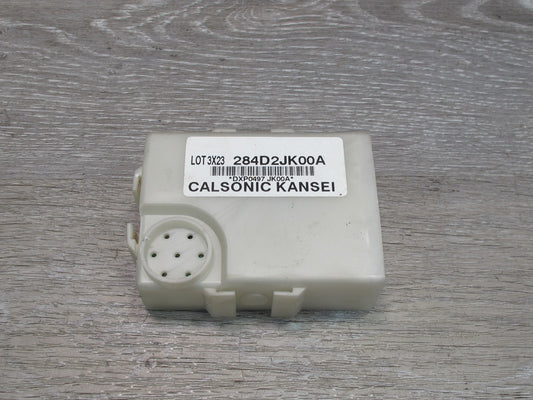 LOT 3X23 284D2JK00A
*DXP0497 JK00A*
CALSONIC KANSEI